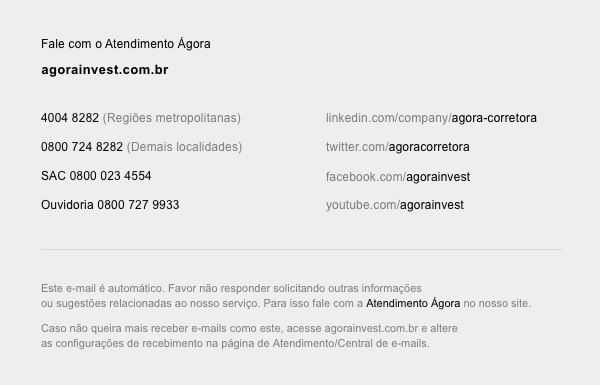 Fale com o Atendimento Ágora
agorainvest.com.br
4004 8282 (Regiões metropolitanas)
0800 724 8282 (Demais localidades)
SAC 0800 023 4554
Ouvidoria 0800 727 9933
linkedin.com/company/agora-corretora
twitter.com/agoracorretora
facebook.com/agorainvest
youtube.com/agorainvest
Este e-mail é automático. Favor não responder solicitando outras informações
ou sugestões relacionadas ao nosso serviço. Para isso fale com a Atendimento Ágora no nosso site.
Caso não queira mais receber e-mails como este, acesse agorainvest.com.br e altere
as configurações de recebimento na página de Atendimento/Central de e-mails.